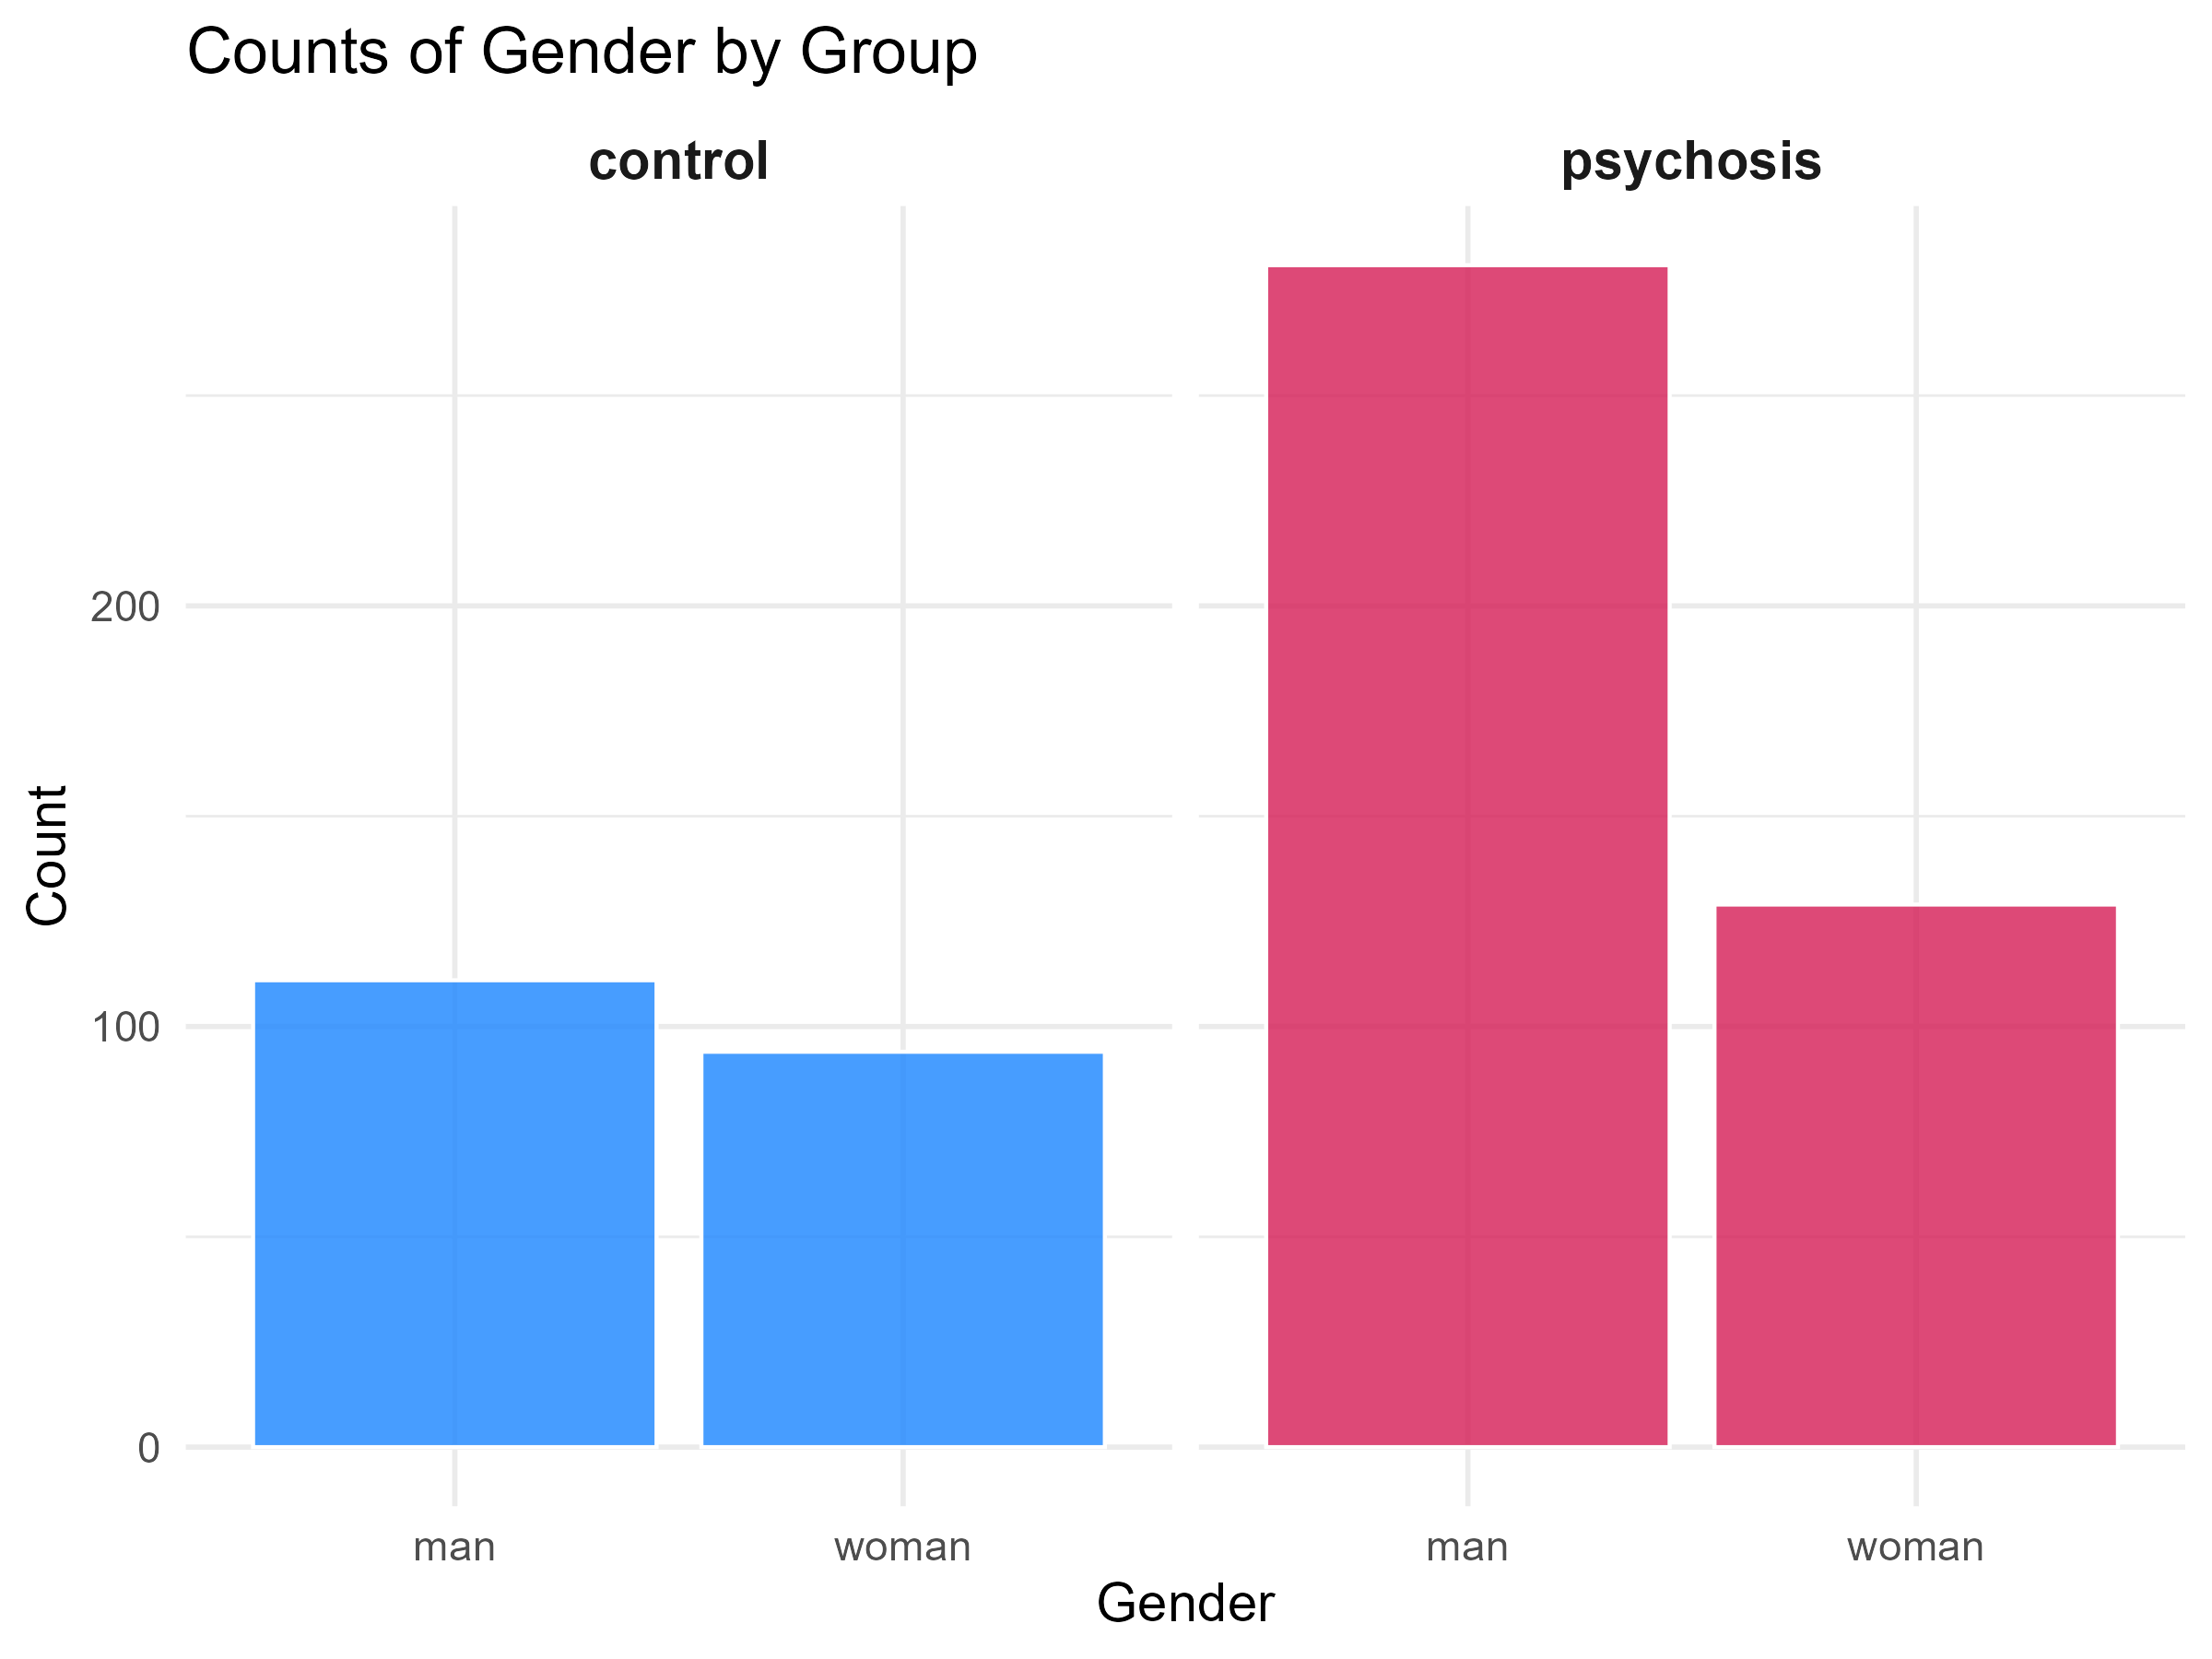 Counts of Gender by Group
control psychosis
200
100
0
Count
man woman man woman
Gender